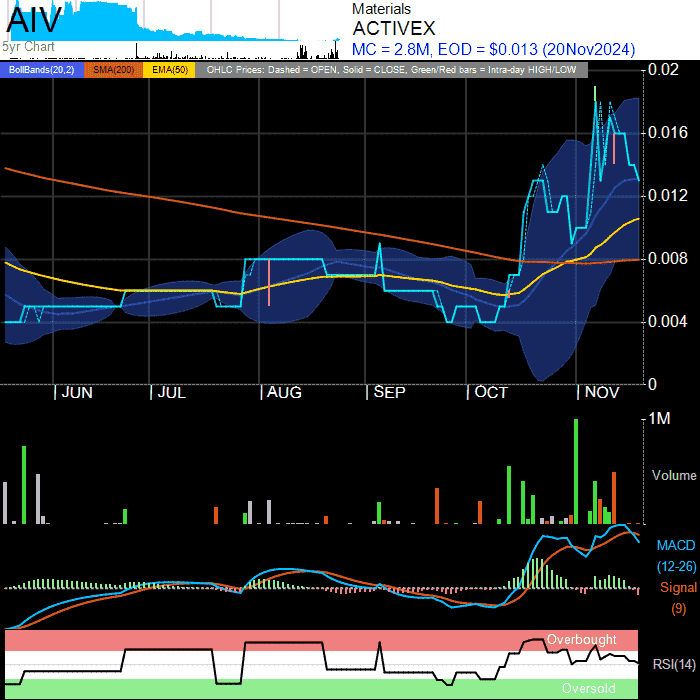 AIV
5yr Chart
Materials
ACTIVEX
MC = 2.8M, EOD = $0.013 (20Nov2024)
BollBands(20,2) SMA(200) EMA(50) OHLC Prices: Dashed = OPEN, Solid = CLOSE, Green/Red bars = Intra-day HIGH/LOW
0.02
0.016
0.012
0.008
0.004
0
| JUN | JUL | AUG | SEP | OCT | NOV
1M
Volume
MACD
(12-26)
Signal
(9)
Overbought
RSI(14)
Oversold